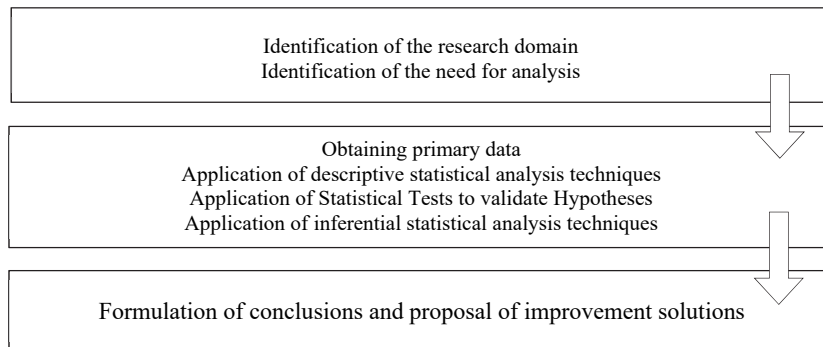 Identification of the research domain
Identification of the need for analysis
Obtaining primary data
Application of descriptive statistical analysis techniques
Application of Statistical Tests to validate Hypotheses
Application of inferential statistical analysis techniques
Formulation of conclusions and proposal of improvement solutions